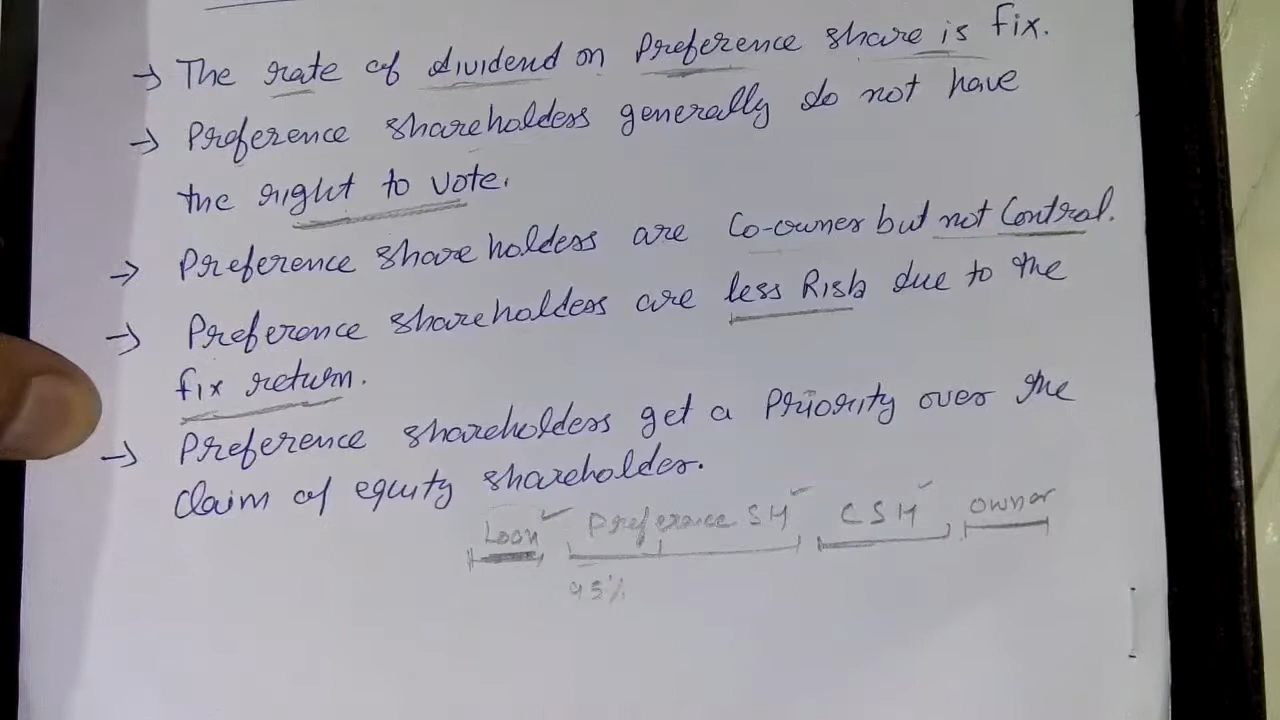 → The rate of dividend on Preference share is fix.
→ Preference shareholders generally do not have
the right to vote.
→ Preference shareholders are Co-owner but not Control.
→ Preference shareholders are less Risk due to the
fix return.
→ Preference shareholders get a Priority over the
Claim of equity shareholder.
Loan Preference SH ESH owner